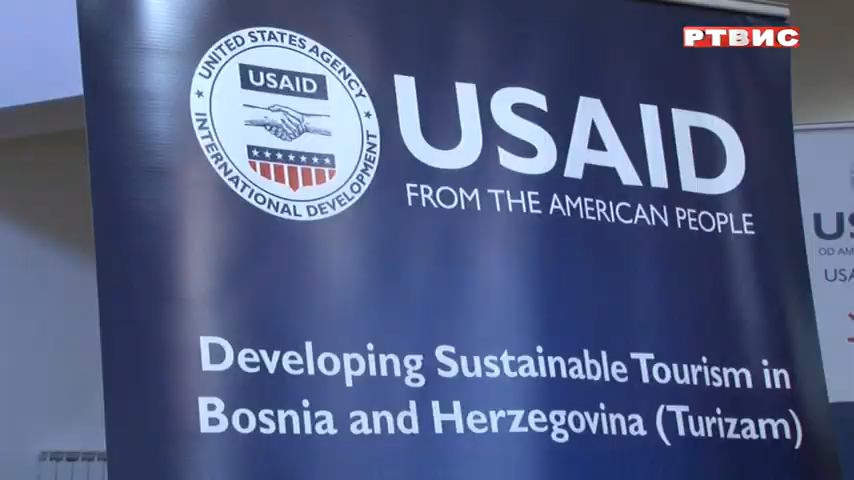 РТВИС
UNITED STATES AGENCY
INTERNATIONAL DEVELOPMENT
USAID
USAID
FROM THE AMERICAN PEOPLE
Developing Sustainable Tourism in
Bosnia and Herzegovina (Turizam)